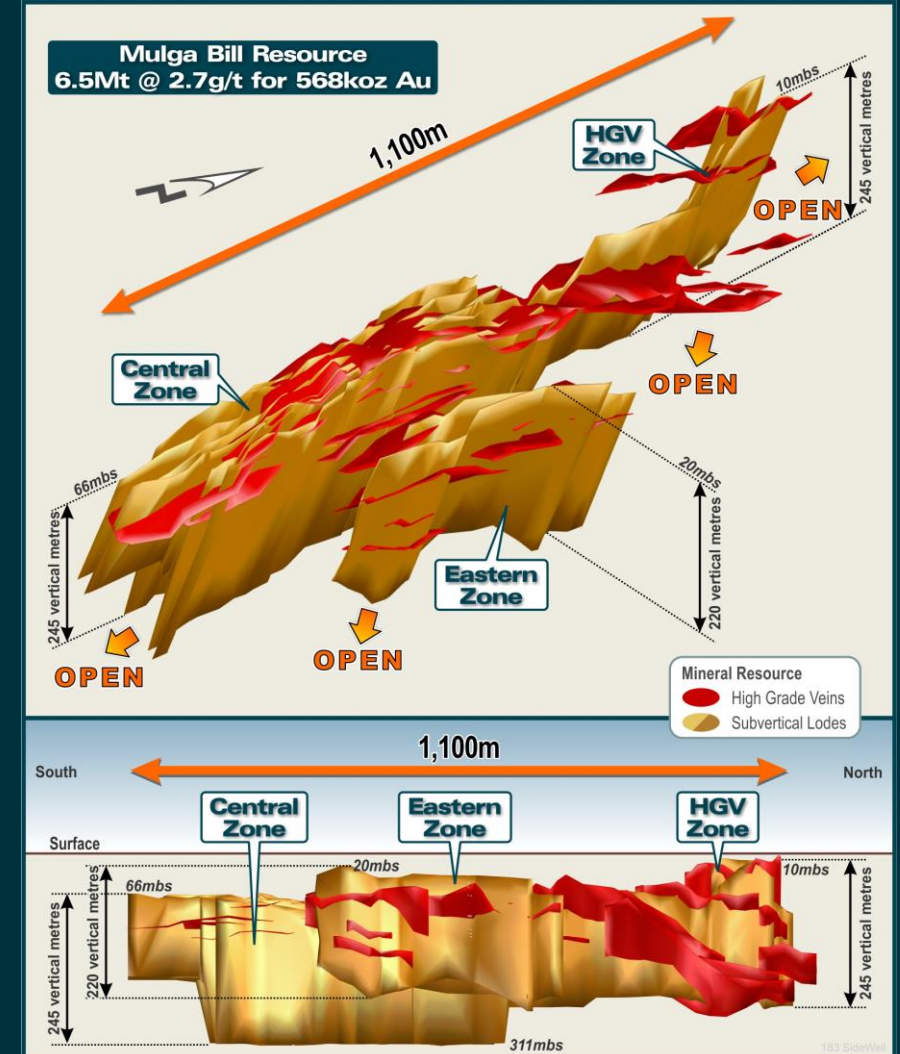 Mulga Bill Resource
6.5Mt @ 2.7g/t for 568koz Au
1,100m
10mbs
HGV
Zone
245 vertical metres
OPEN
OPEN
Central
Zone
66mbs
20mbs
245 vertical metres
220 vertical metres
Eastern
Zone
OPEN
OPEN
Mineral Resource
High Grade Veins
Subvertical Lodes
1,100m
South
North
Central
Zone
Eastern
Zone
HGV
Zone
Surface
20mbs
10mbs
66mbs
245 vertical metres
220 vertical metres
245 vertical metres
311mbs
183 SideWell